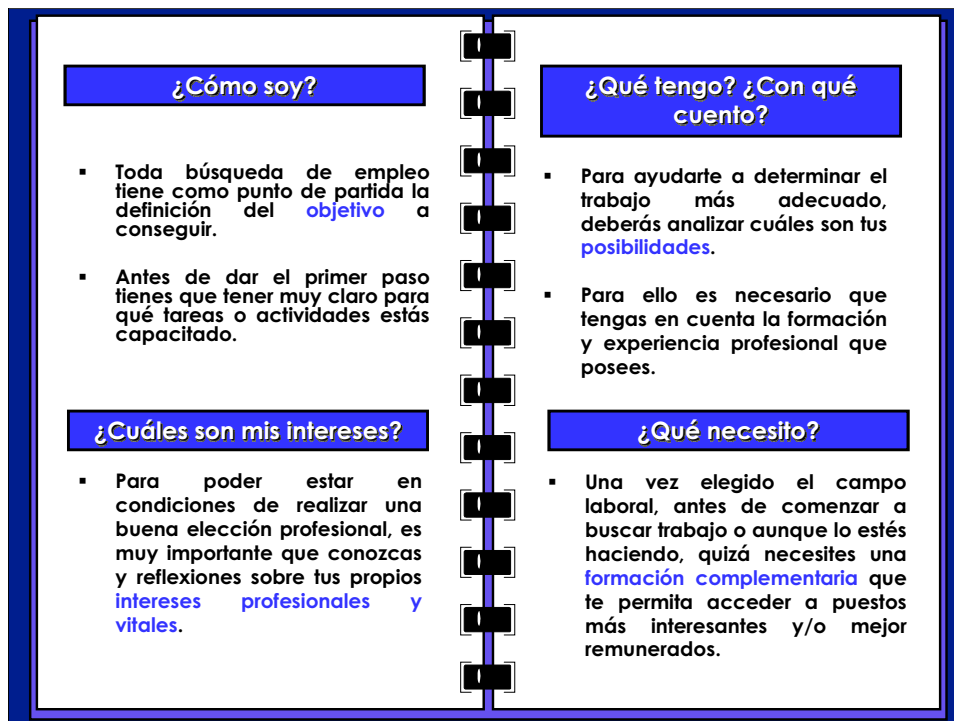 ¿Cómo soy?
▪ Toda búsqueda de empleo
tiene como punto de partida la
definición del objetivo a
conseguir.
▪ Antes de dar el primer paso
tienes que tener muy claro para
qué tareas o actividades estás
capacitado.
¿Cuáles son mis intereses?
▪ Para poder estar en
condiciones de realizar una
buena elección profesional, es
muy importante que conozcas
y reflexiones sobre tus propios
intereses profesionales y
vitales.
¿Qué tengo? ¿Con qué
cuento?
▪ Para ayudarte a determinar el
trabajo más adecuado,
deberás analizar cuáles son tus
posibilidades.
▪ Para ello es necesario que
tengas en cuenta la formación
y experiencia profesional que
posees.
¿Qué necesito?
▪ Una vez elegido el campo
laboral, antes de comenzar a
buscar trabajo o aunque lo estés
haciendo, quizá necesites una
formación complementaria que
te permita acceder a puestos
más interesantes y/o mejor
remunerados.